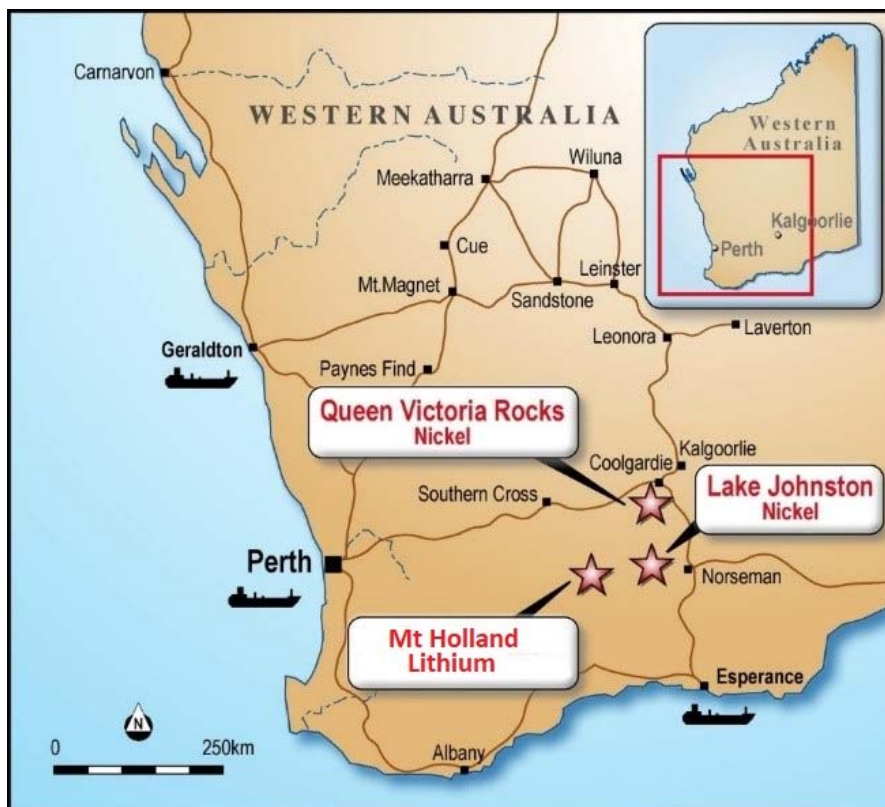 Carnarvon
WESTERN AUSTRALIA
Western
Australia
Kalgoorlie
Perth
Wiluna
Meekatharra
Cue
Leinster
Mt.Magnet
Sandstone
Laverton
Leonora
Geraldton
Paynes Find
Queen Victoria Rocks
Nickel
Kalgoorlie
Coolgardie
Southern Cross
Lake Johnston
Nickel
Perth
Norseman
Mt Holland
Lithium
Esperance
N
0 250km
Albany